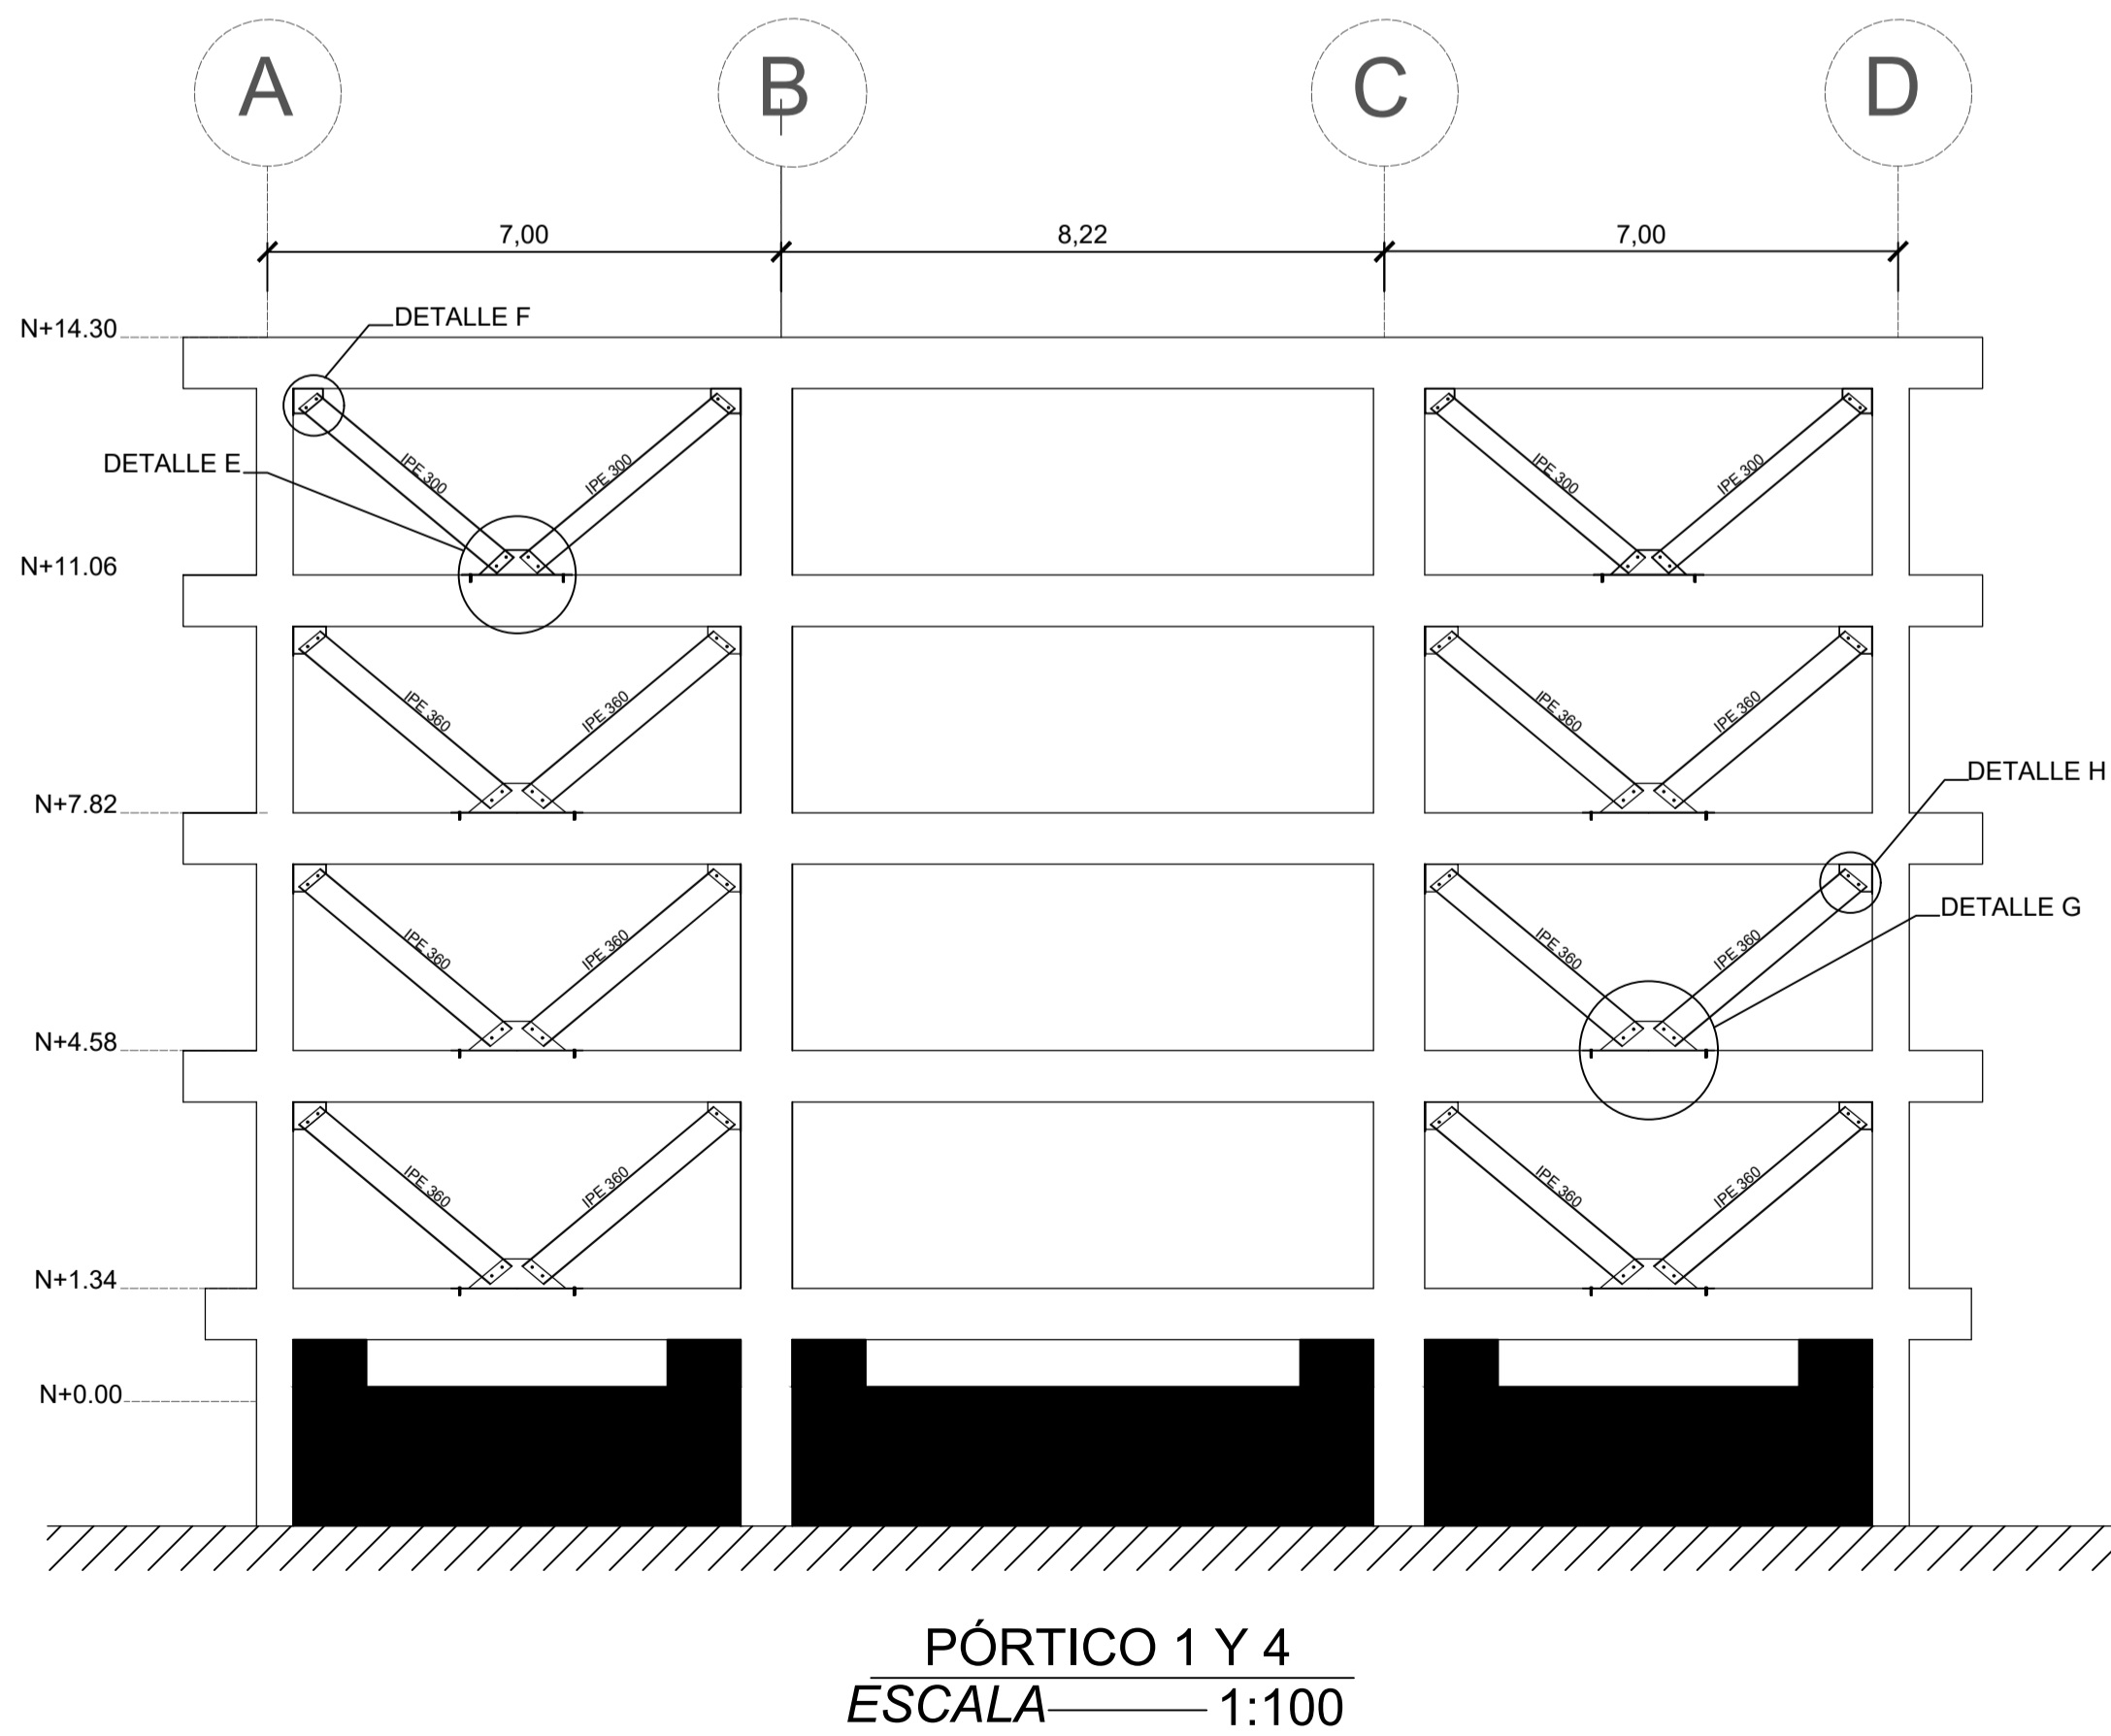 A
B
C
D
7,00
8,22
7,00
N+14.30
DETALLE F
DETALLE E
IPE 300
IPE 300
IPE 300
IPE 300
N+11.06
IPE 360
IPE 360
IPE 360
IPE 360
N+7.82
DETALLE H
DETALLE G
IPE 360
IPE 360
IPE 360
IPE 360
N+4.58
IPE 360
IPE 360
IPE 360
IPE 360
N+1.34
N+0.00
PÓRTICO 1 Y 4
ESCALA 1:100